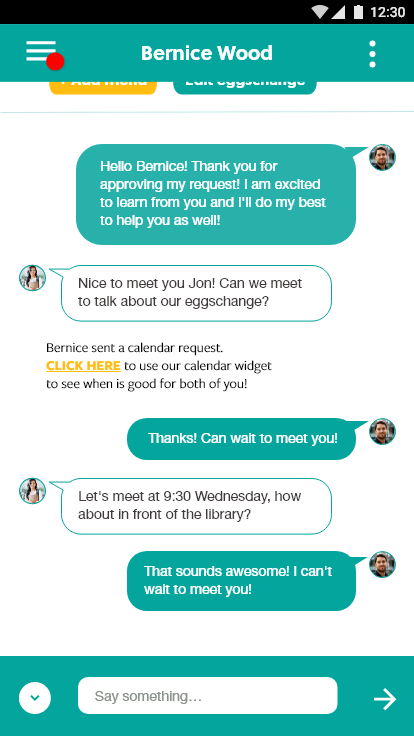 12:30
Bernice Wood
+ Add friend
Edit eggschange
Hello Bernice! Thank you for
approving my request! I am excited
to learn from you and I'll do my best
to help you as well!
Nice to meet you Jon! Can we meet
to talk about our eggschange?
Bernice sent a calendar request.
CLICK HERE to use our calendar widget
to see when is good for both of you!
Thanks! Can wait to meet you!
Let's meet at 9:30 Wednesday, how
about in front of the library?
That sounds awesome! I can't
wait to meet you!
Say something...